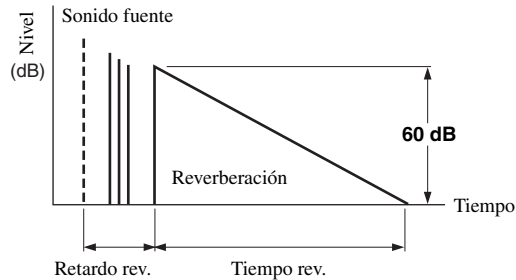 Sonido fuente
Nivel
(dB)
60 dB
Reverberación
Tiempo
Retardo rev.
Tiempo rev.